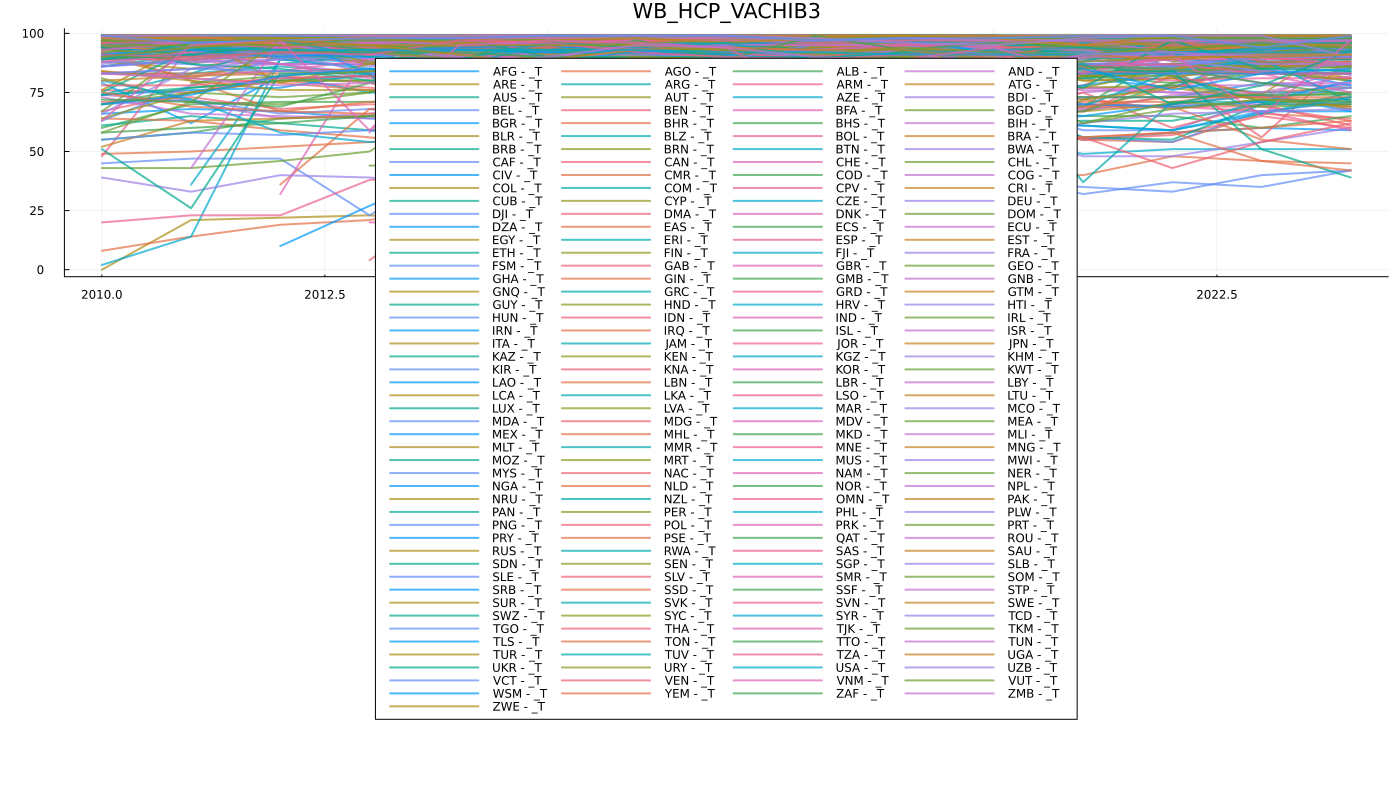 WB_HCP_VACHIB3
100
75
50
25
0
2010.0 2012.5 2022.5
AFG - _T AGO - _T ALB - _T AND - _T
ARE - _T ARG - _T ARM - _T ATG - _T
AUS - _T AUT - _T AZE - _T BDI - _T
BEL - _T BEN - _T BFA - _T BGD - _T
BGR - _T BHR - _T BHS - _T BIH - _T
BLR - _T BLZ - _T BOL - _T BRA - _T
BRB - _T BRN - _T BTN - _T BWA - _T
CAF - _T CAN - _T CHE - _T CHL - _T
CIV - _T CMR - _T COD - _T COG - _T
COL - _T COM - _T CPV - _T CRI - _T
CUB - _T CYP - _T CZE - _T DEU - _T
DJI - _T DMA - _T DNK - _T DOM - _T
DZA - _T EAS - _T ECS - _T ECU - _T
EGY - _T ERI - _T ESP - _T EST - _T
ETH - _T FIN - _T FJI - _T FRA - _T
FSM - _T GAB - _T GBR - _T GEO - _T
GHA - _T GIN - _T GMB - _T GNB - _T
GNQ - _T GRC - _T GRD - _T GTM - _T
GUY - _T HND - _T HRV - _T HTI - _T
HUN - _T IDN - _T IND - _T IRL - _T
IRN - _T IRQ - _T ISL - _T ISR - _T
ITA - _T JAM - _T JOR - _T JPN - _T
KAZ - _T KEN - _T KGZ - _T KHM - _T
KIR - _T KNA - _T KOR - _T KWT - _T
LAO - _T LBN - _T LBR - _T LBY - _T
LCA - _T LKA - _T LSO - _T LTU - _T
LUX - _T LVA - _T MAR - _T MCO - _T
MDA - _T MDG - _T MDV - _T MEA - _T
MEX - _T MHL - _T MKD - _T MLI - _T
MLT - _T MMR - _T MNE - _T MNG - _T
MOZ - _T MRT - _T MUS - _T MWI - _T
MYS - _T NAC - _T NAM - _T NER - _T
NGA - _T NLD - _T NOR - _T NPL - _T
NRU - _T NZL - _T OMN - _T PAK - _T
PAN - _T PER - _T PHL - _T PLW - _T
PNG - _T POL - _T PRK - _T PRT - _T
PRY - _T PSE - _T QAT - _T ROU - _T
RUS - _T RWA - _T SAS - _T SAU - _T
SDN - _T SEN - _T SGP - _T SLB - _T
SLE - _T SLV - _T SMR - _T SOM - _T
SRB - _T SSD - _T SSF - _T STP - _T
SUR - _T SVK - _T SVN - _T SWE - _T
SWZ - _T SYC - _T SYR - _T TCD - _T
TGO - _T THA - _T TJK - _T TKM - _T
TLS - _T TON - _T TTO - _T TUN - _T
TUR - _T TUV - _T TZA - _T UGA - _T
UKR - _T URY - _T USA - _T UZB - _T
VCT - _T VEN - _T VNM - _T VUT - _T
WSM - _T YEM - _T ZAF - _T ZMB - _T
ZWE - _T